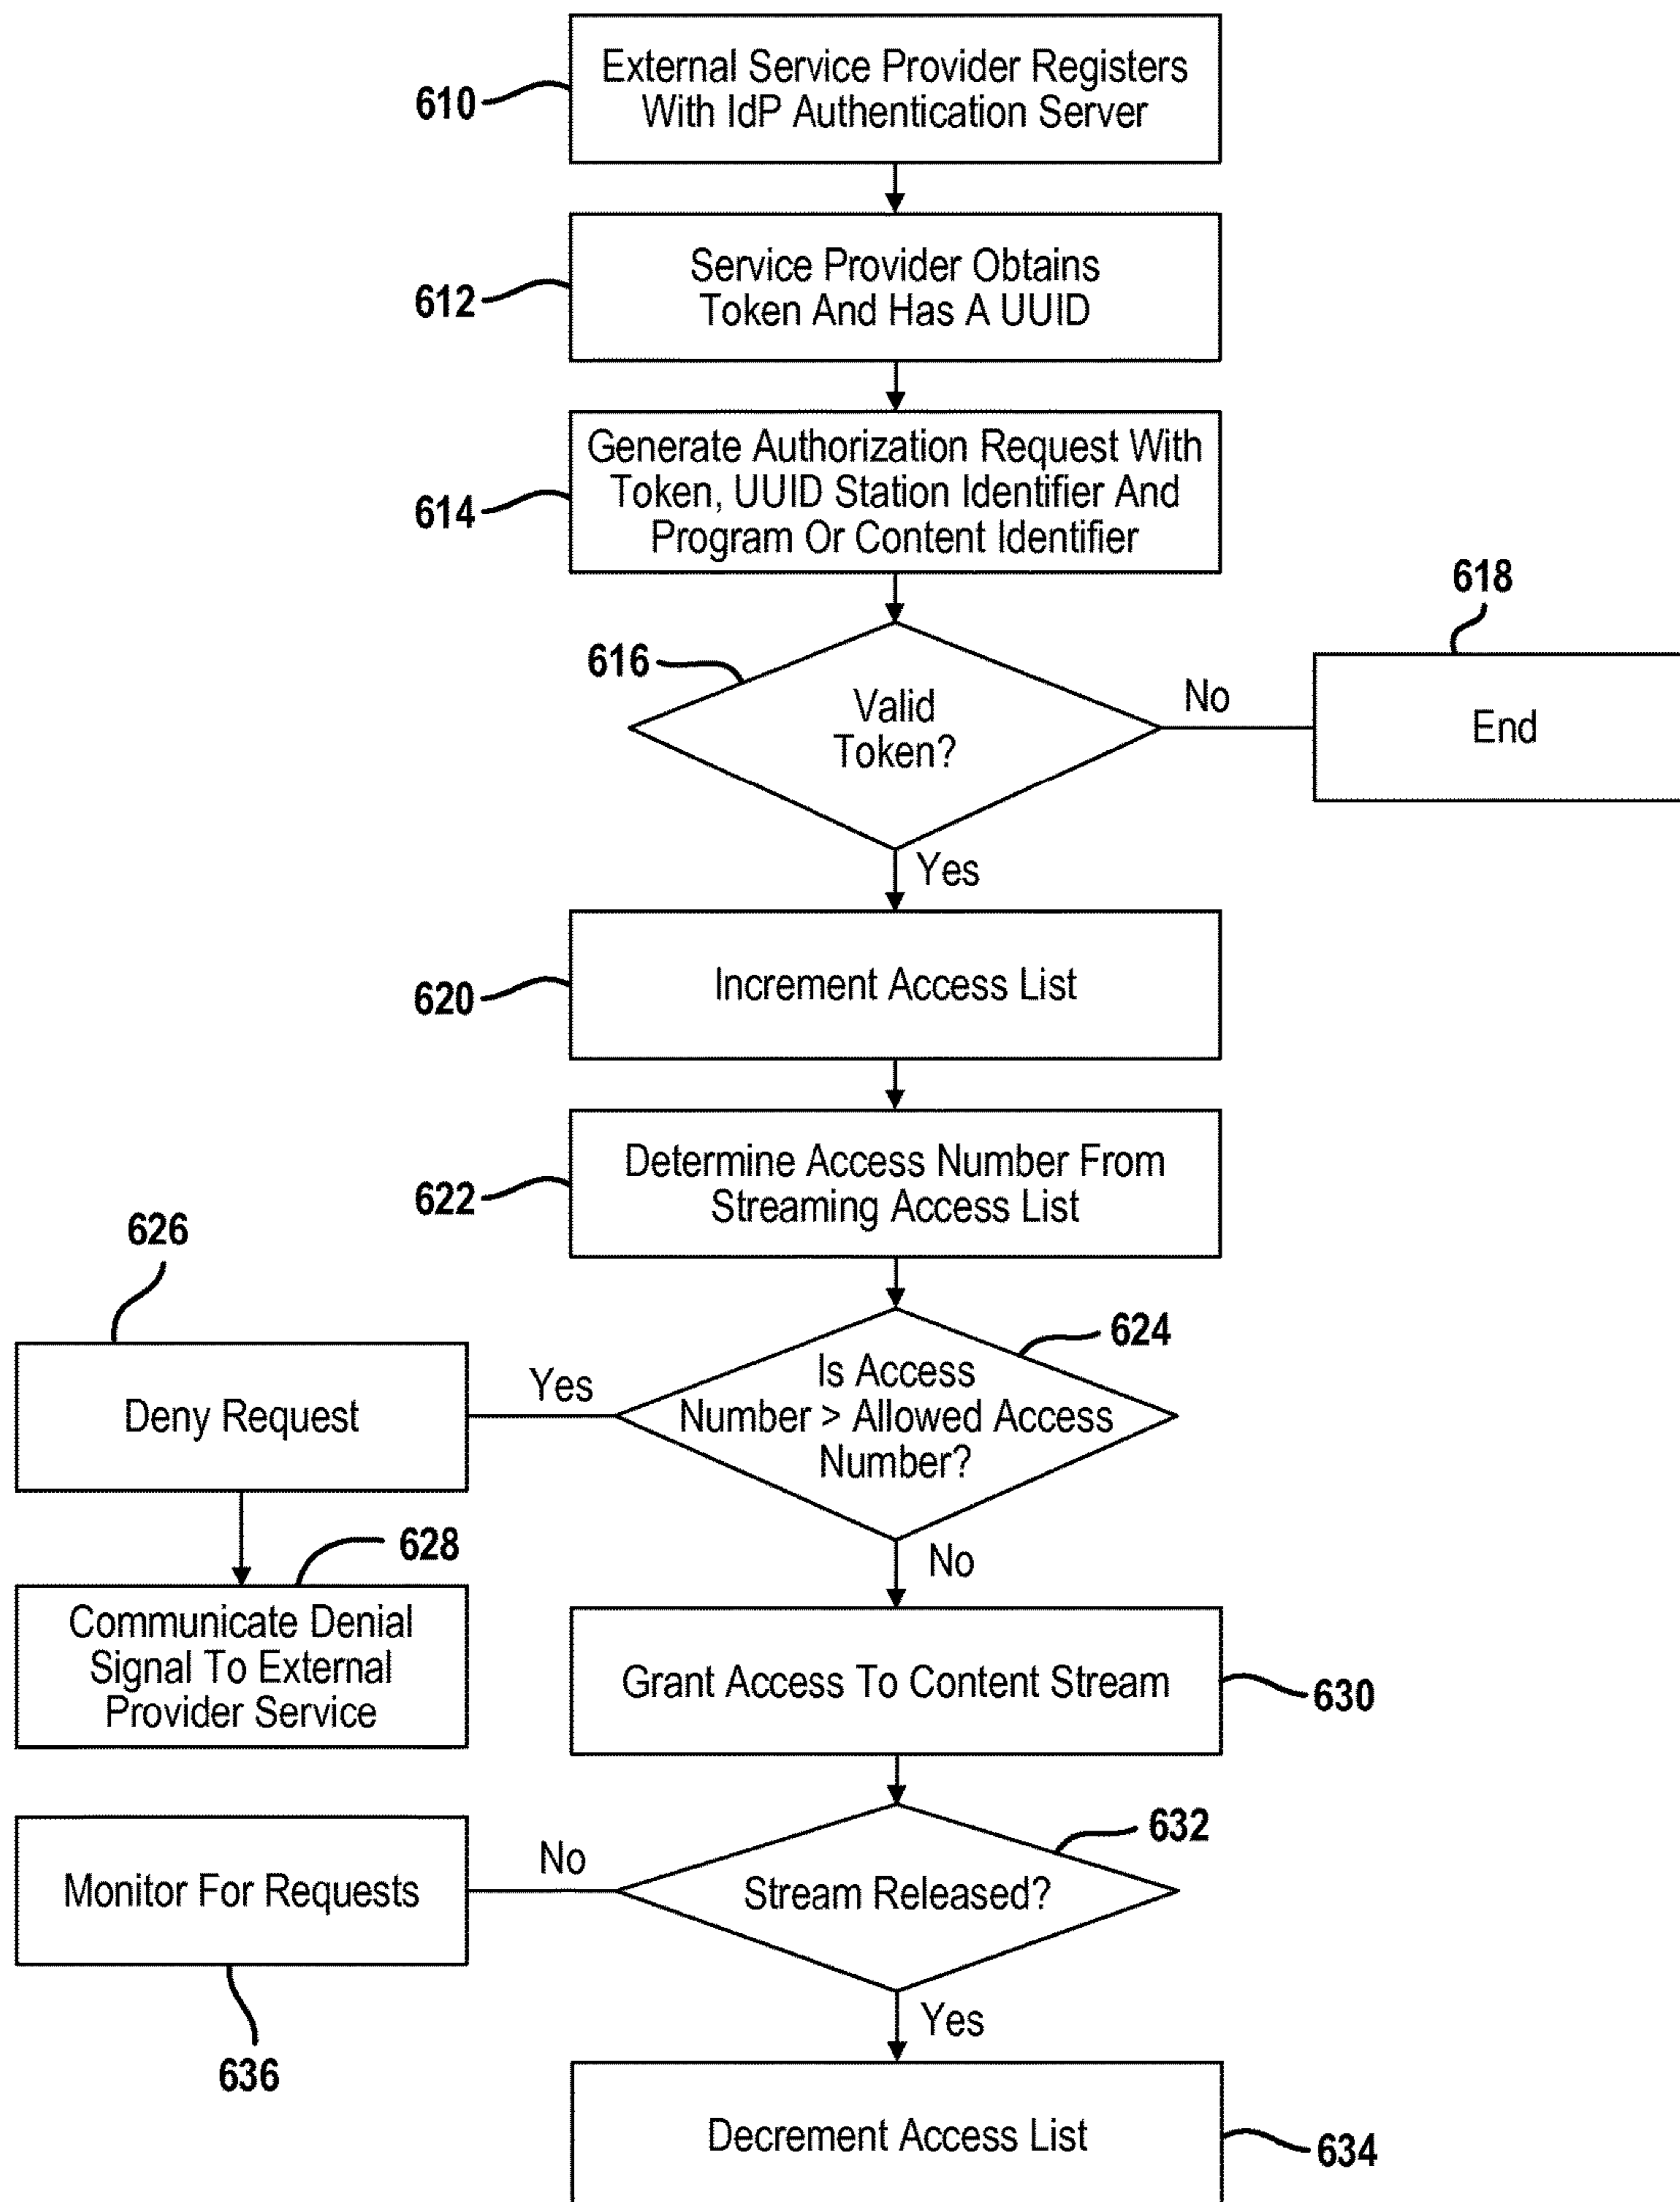 External Service Provider Registers
With IdP Authentication Server
610
Service Provider Obtains
Token And Has A UUID
612
Generate Authorization Request With
Token, UUID Station Identifier And
Program Or Content Identifier
614
616
Valid
Token?
No
618
End
Yes
Increment Access List
620
Determine Access Number From
Streaming Access List
622
626
624
Is Access
Number > Allowed Access
Number?
Yes
Deny Request
628
No
Communicate Denial
Signal To External
Provider Service
Grant Access To Content Stream
630
632
Stream Released?
No
Monitor For Requests
636
Yes
Decrement Access List
634